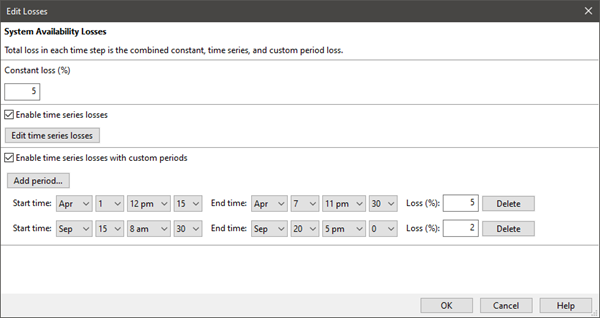 Edit Losses
System Availability Losses
Total loss in each time step is the combined constant, time series, and custom period loss.
Constant loss (%)
5
Enable time series losses
Edit time series losses
Enable time series losses with custom periods
Add period...
Start time: Apr 1 12 pm 15 End time: Apr 7 11 pm 30 Loss (%): 5 Delete
Start time: Sep 15 8 am 30 End time: Sep 20 5 pm 0 Loss (%): 2 Delete
OK Cancel Help